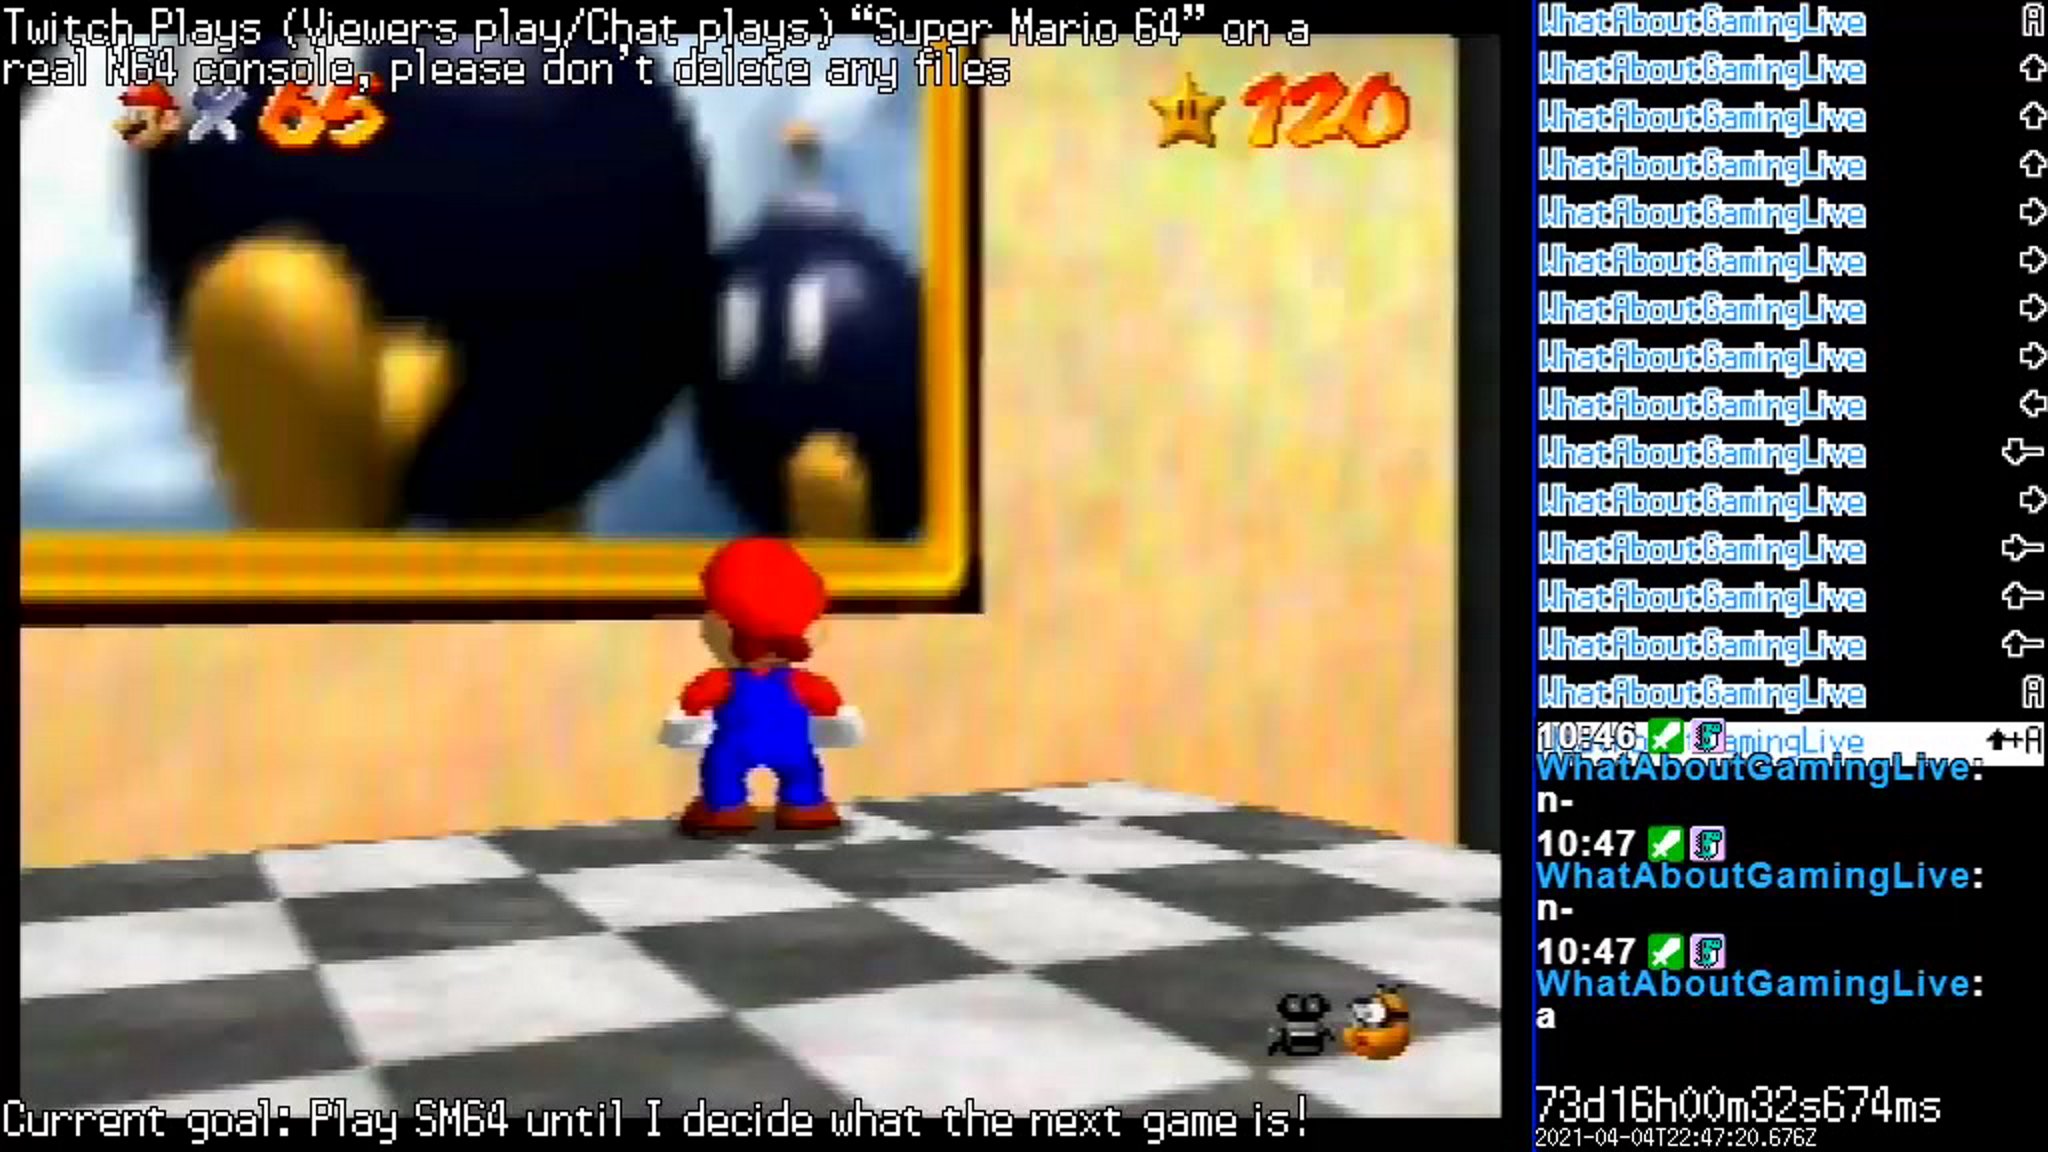 Twitch Plays (Viewers play/Chat plays) “Super Mario 64” on a
real N64 console, please don't delete any files
65
120
WhatAboutGamingLive A
WhatAboutGamingLive
WhatAboutGamingLive
WhatAboutGamingLive
WhatAboutGamingLive
WhatAboutGamingLive
WhatAboutGamingLive
WhatAboutGamingLive
WhatAboutGamingLive
WhatAboutGamingLive
WhatAboutGamingLive
WhatAboutGamingLive
WhatAboutGamingLive
WhatAboutGamingLive
WhatAboutGamingLive A
10:46 amingLive +A
WhatAboutGamingLive:
n-
10:47
WhatAboutGamingLive:
n-
10:47
WhatAboutGamingLive:
a
Current goal: Play SM64 until I decide what the next game is!
73d16h00m32s674ms
2021-04-04T22:47:20.676Z